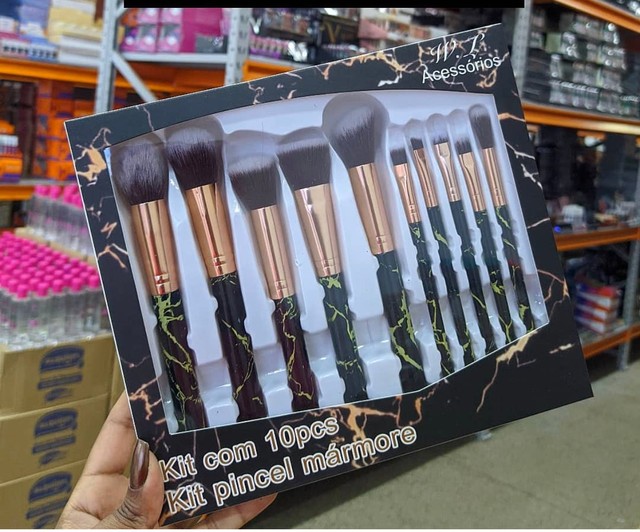 W. L.
Acessórios
Kit com 10pcs
Kit pincel mármore